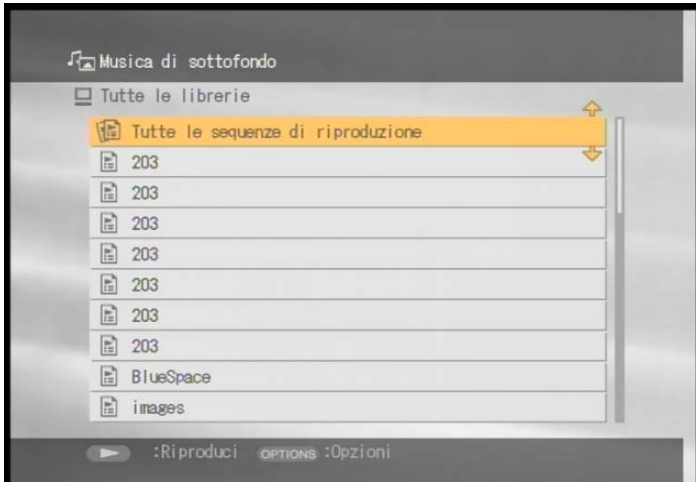 Musica di sottofondo
Tutte le librerie
Tutte le sequenze di riproduzione
203
203
203
203
203
203
203
BlueSpace
images
:Riproduci OPTIONS :Opzioni